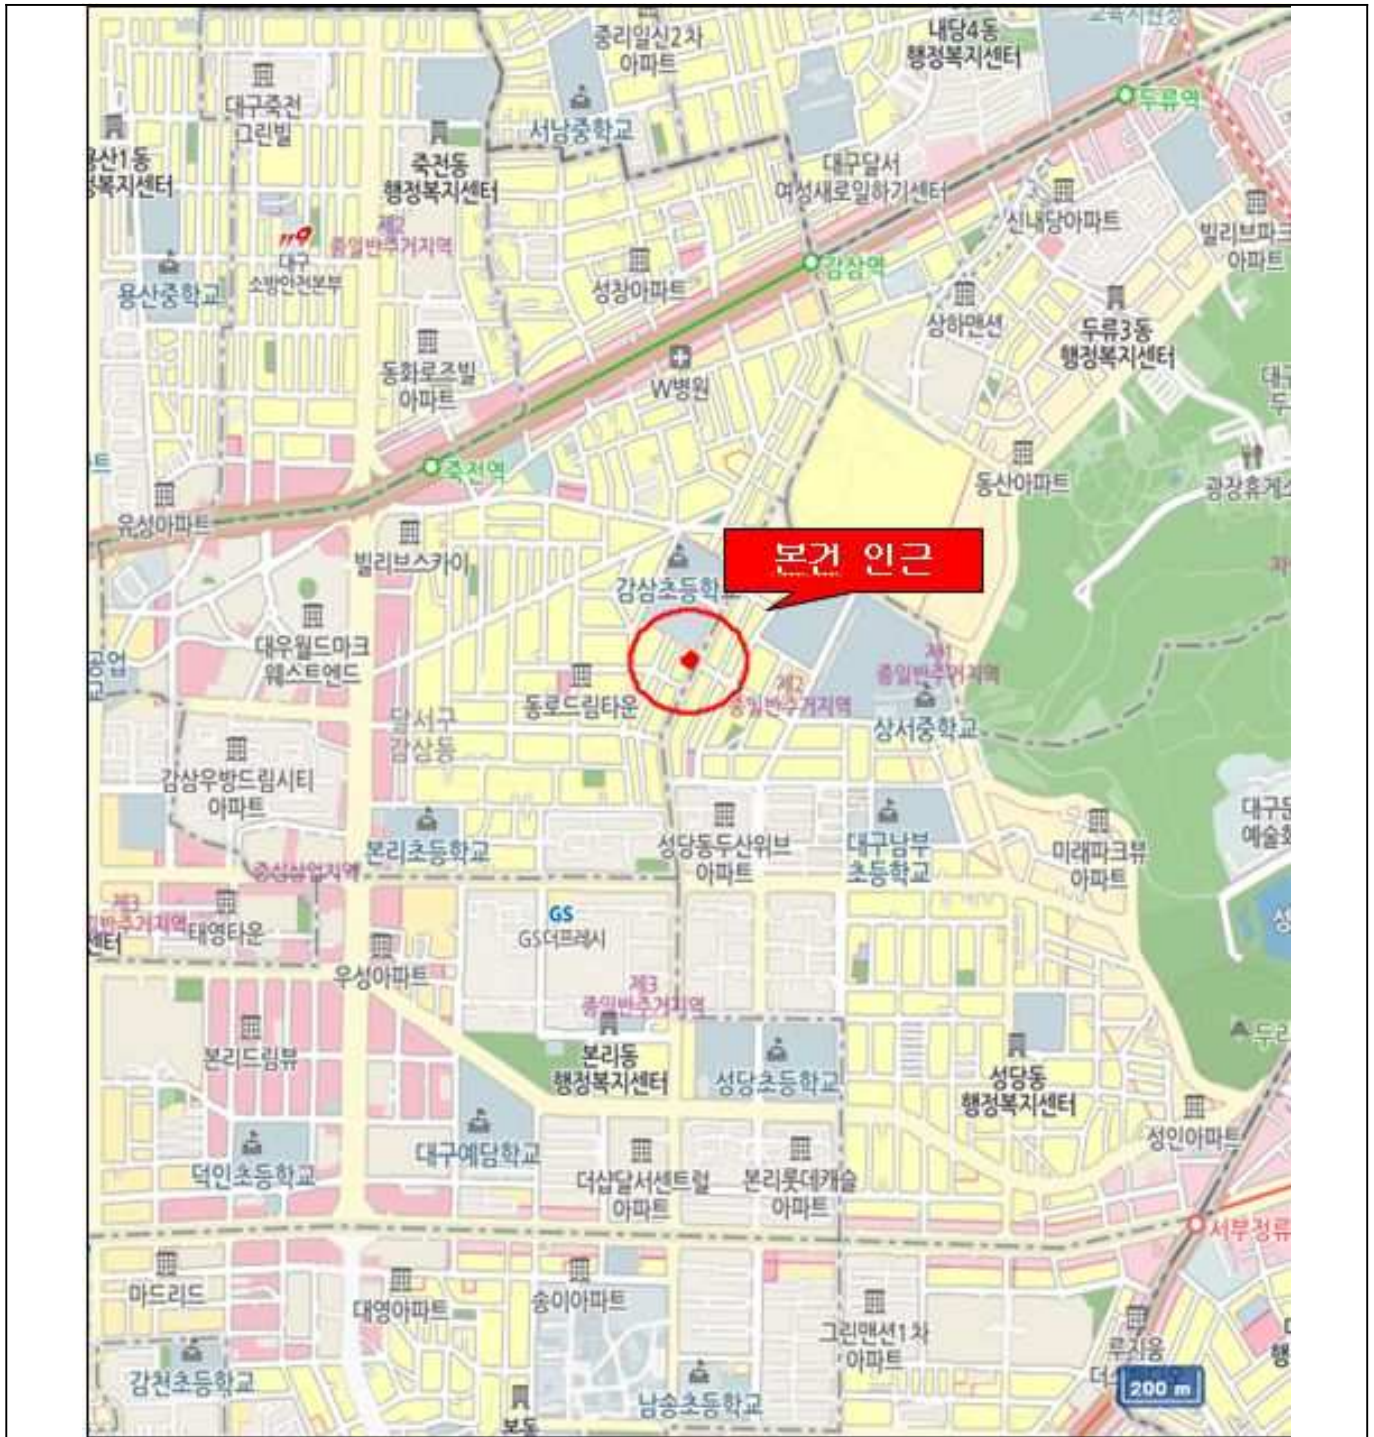 중리일신2차
아파트
내당4동
행정복지센터
두류역
대구죽전
그린빌
서남중학교
용산1동
죽전동
행정복지센터
대구달서
여성새로일하기센터
신내당아파트
빌리브파크
아파트
제2
종일반주거지역
119
대구
소방안전본부
용산중학교
성창아파트
감삼역
삼하맨션
두류3동
행정복지센터
동화로즈빌
아파트
W병원
죽전역
유성아파트
동산아파트
광장휴게소
빌리브스카이
본건 인근
감삼초등학교
대우월드마크
웨스트엔드
동로드림타운
제2
종일반주거지역
제1
종일반주거지역
상서중학교
달서구
감삼동
감삼우방드림시티
아파트
본리초등학교
성당동두산위브
아파트
대구남부
초등학교
미래파크뷰
아파트
중심상업지역
제3
태영타운
GS
GS더프레시
우성아파트
제3
종일반주거지역
본리드림뷰
본리동
행정복지센터
성당초등학교
성당동
행정복지센터
두리
대구예담학교
성인아파트
덕인초등학교
더샵달서센트럴
아파트
본리롯데캐슬
아파트
서부정류
마드리드
대영아파트
송이아파트
그린맨션1차
아파트
감천초등학교
남송초등학교
본동
200 m